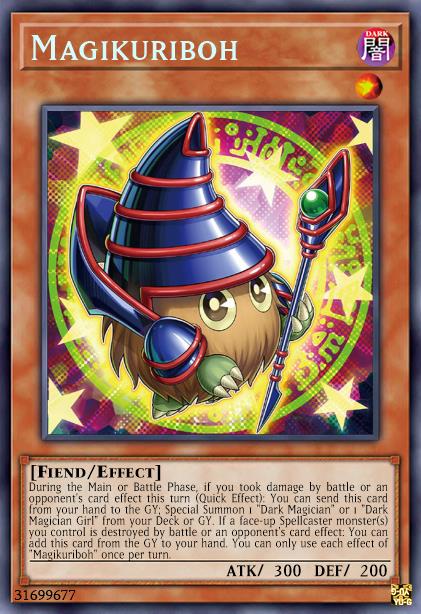 MAGIKURIBOH
DARK
闇
[FIEND/EFFECT]
During the Main or Battle Phase, if you took damage by battle or an
opponent's card effect this turn (Quick Effect): You can send this card
from your hand to the GY; Special Summon 1 "Dark Magician" or 1 "Dark
Magician Girl" from your Deck or GY. If a face-up Spellcaster monster(s)
you control is destroyed by battle or an opponent's card effect: You can
add this card from the GY to your hand. You can only use each effect of
"Magikuriboh" once per turn.
ATK/ 300 DEF/ 200
31699677